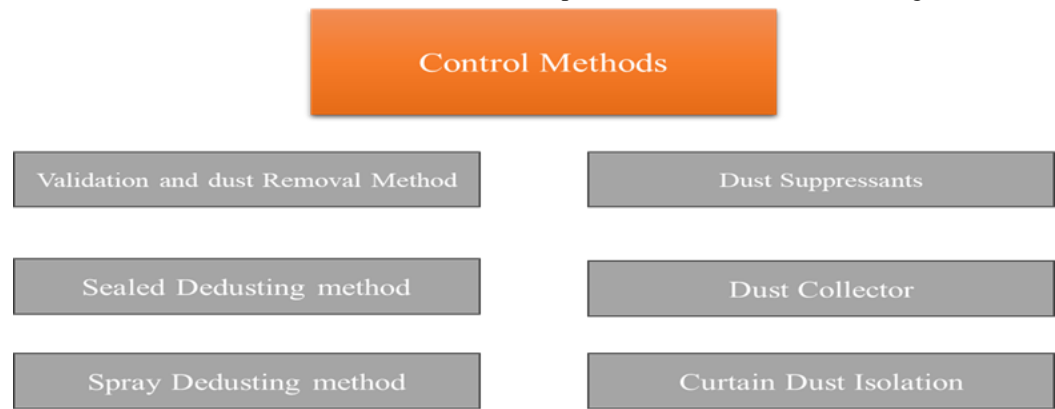 Control Methods
Validation and dust Removal Method
Dust Suppressants
Sealed Dedusting method
Dust Collector
Spray Dedusting method
Curtain Dust Isolation